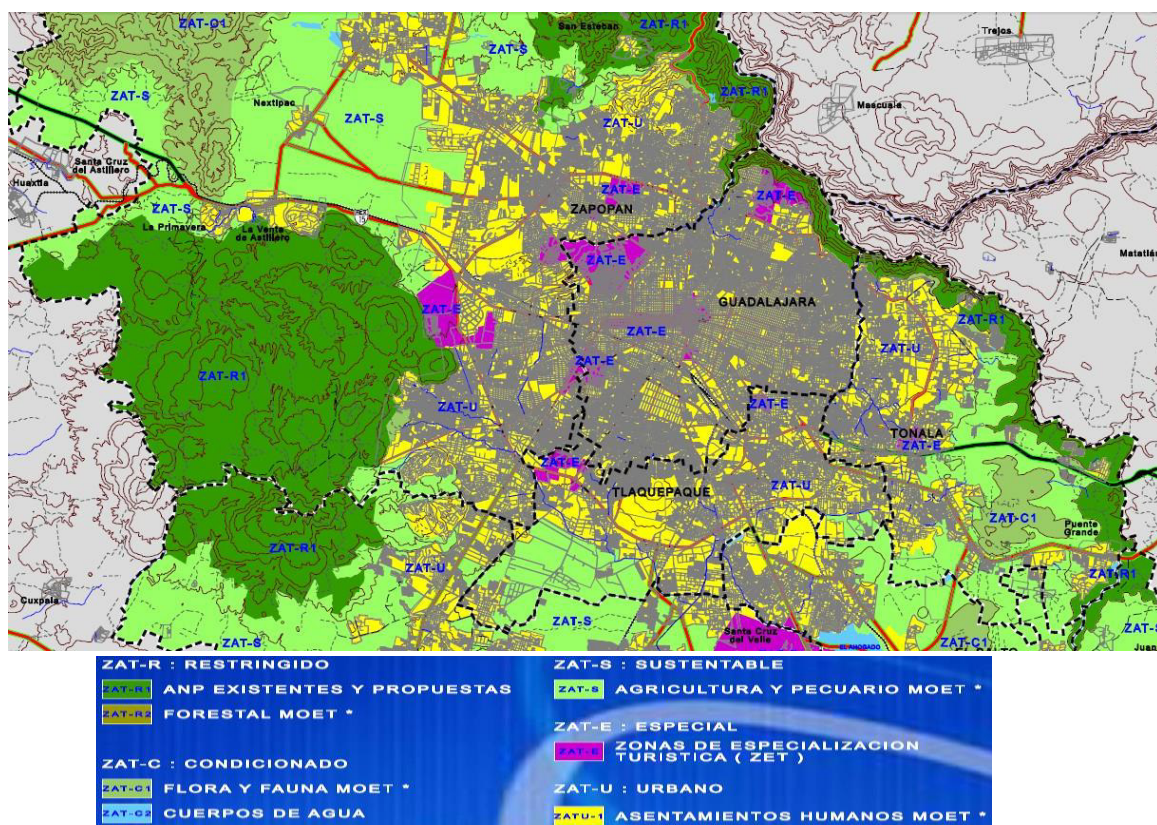 ZAT-C1
San Esteban
ZAT-R1
Trejos
ZAT-S
ZAT-S
ZAT-R1
Nextipac
Mascuala
ZAT-S
ZAT-U
Santa Cruz
del Astillero
Huaxtla
ZAT-E
ZAT-E
ZAT-S
ZAPOPAN
La Primavera
La Venta
de Astillero
15
Matatlán
ZAT-E
GUADALAJARA
ZAT-E
ZAT-R1
ZAT-E
ZAT-U
ZAT-E
ZAT-R1
ZAT-U
ZAT-E
TONALA
ZAT-E
ZAT-E
ZAT-U
TLAQUEPAQUE
ZAT-C1
Puente
Grande
ZAT-R1
ZAT-U
ZAT-R1
Cuxpala
ZAT-S
ZAT-S
Santa Cruz
del Valle
EL AHOGADO
ZAT-C1
ZAT-S
Juan
ZAT-R : RESTRINGIDO
ZAT-R1 ANP EXISTENTES Y PROPUESTAS
ZAT-R2 FORESTAL MOET *
ZAT-C : CONDICIONADO
ZAT-C1 FLORA Y FAUNA MOET *
ZAT-C2 CUERPOS DE AGUA
ZAT-S : SUSTENTABLE
ZAT-S AGRICULTURA Y PECUARIO MOET *
ZAT-E : ESPECIAL
ZAT-E ZONAS DE ESPECIALIZACION
TURISTICA ( ZET )
ZAT-U : URBANO
ZATU-1 ASENTAMIENTOS HUMANOS MOET *